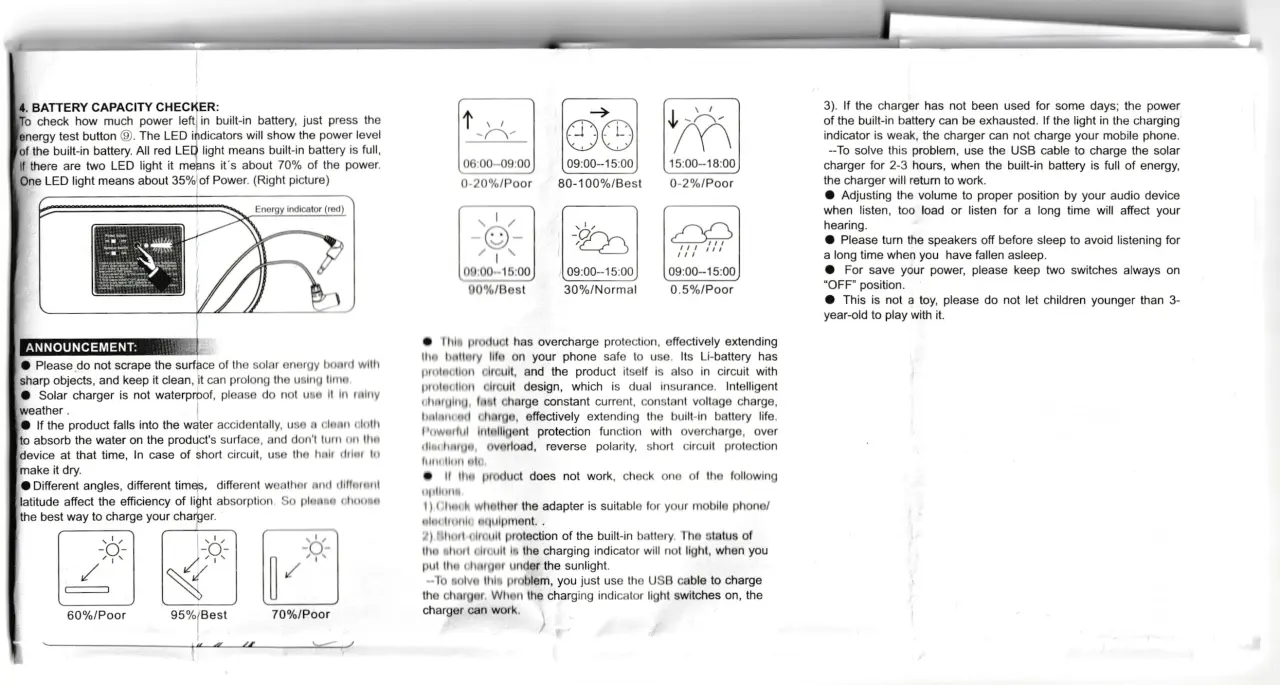 4. BATTERY CAPACITY CHECKER:
To check how much power left in built-in battery, just press the
energy test button ⑨. The LED indicators will show the power level
of the built-in battery. All red LED light means built-in battery is full,
If there are two LED light it means it´s about 70% of the power.
One LED light means about 35% of Power. (Right picture)
Energy indicator (red)
ANNOUNCEMENT:
● Please do not scrape the surface of the solar energy board with
sharp objects, and keep it clean, it can prolong the using time.
● Solar charger is not waterproof, please do not use it in rainy
weather .
● If the product falls into the water accidentally, use a clean cloth
to absorb the water on the product's surface, and don't turn on the
device at that time, In case of short circuit, use the hair drier to
make it dry.
● Different angles, different times, different weather and different
latitude affect the efficiency of light absorption. So please choose
the best way to charge your charger.
60%/Poor 95%/Best 70%/Poor
06:00--09:00 09:00--15:00 15:00--18:00
0-20%/Poor 80-100%/Best 0-2%/Poor
09:00--15:00 09:00--15:00 09:00--15:00
90%/Best 30%/Normal 0.5%/Poor
● This product has overcharge protection, effectively extending
the battery life on your phone safe to use. Its Li-battery has
protection circuit, and the product itself is also in circuit with
protection circuit design, which is dual insurance. Intelligent
charging, fast charge constant current, constant voltage charge,
balanced charge, effectively extending the built-in battery life.
Powerful intelligent protection function with overcharge, over
discharge, overload, reverse polarity, short circuit protection
function etc.
● If the product does not work, check one of the following
options.
1) Check whether the adapter is suitable for your mobile phone/
electronic equipment. .
2) Short circuit protection of the built-in battery. The status of
the short circuit is the charging indicator will not light, when you
put the charger under the sunlight.
--To solve this problem, you just use the USB cable to charge
the charger. When the charging indicator light switches on, the
charger can work.
3). If the charger has not been used for some days; the power
of the built-in battery can be exhausted. If the light in the charging
indicator is weak, the charger can not charge your mobile phone.
--To solve this problem, use the USB cable to charge the solar
charger for 2-3 hours, when the built-in battery is full of energy,
the charger will return to work.
● Adjusting the volume to proper position by your audio device
when listen, too load or listen for a long time will affect your
hearing.
● Please turn the speakers off before sleep to avoid listening for
a long time when you have fallen asleep.
● For save your power, please keep two switches always on
“OFF” position.
● This is not a toy, please do not let children younger than 3-
year-old to play with it.